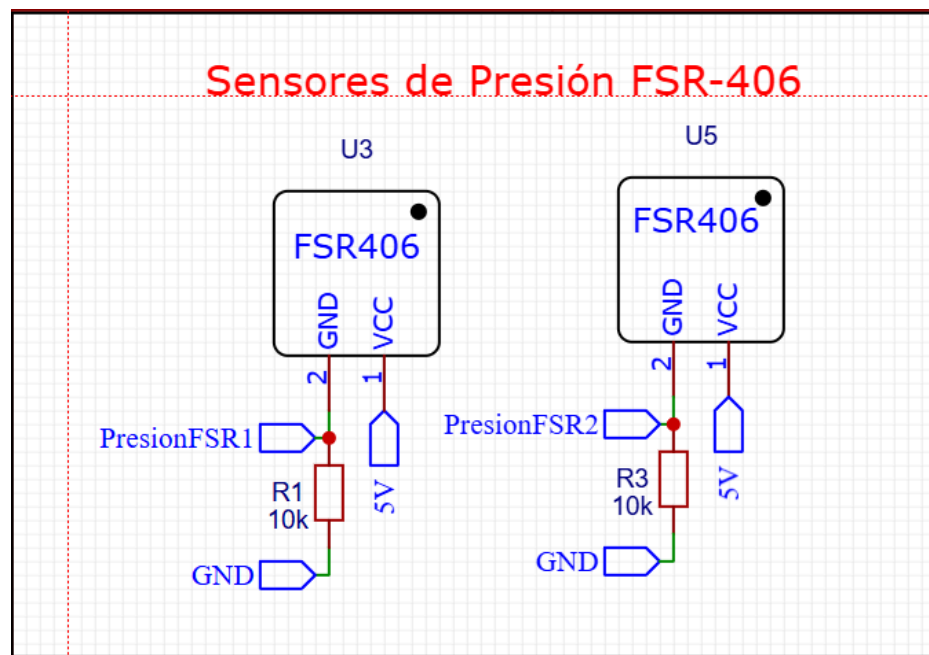 Sensores de Presión FSR-406
U3
FSR406
GND
VCC
2
1
PresionFSR1
5V
R1
10k
GND
U5
FSR406
GND
VCC
2
1
PresionFSR2
5V
R3
10k
GND